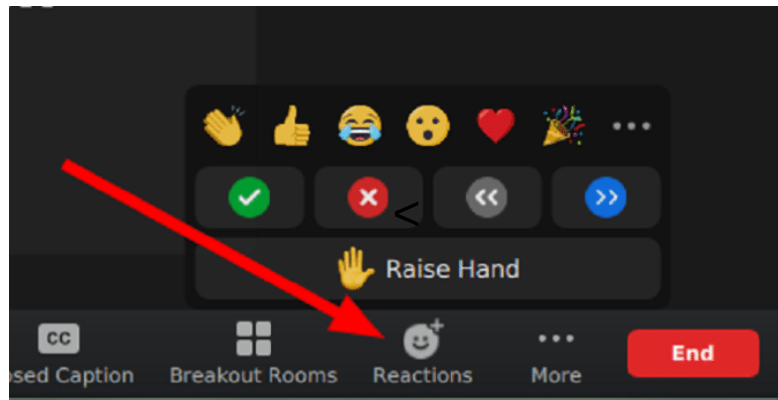 <
Raise Hand
CC
osed Caption
Breakout Rooms
Reactions
More
End